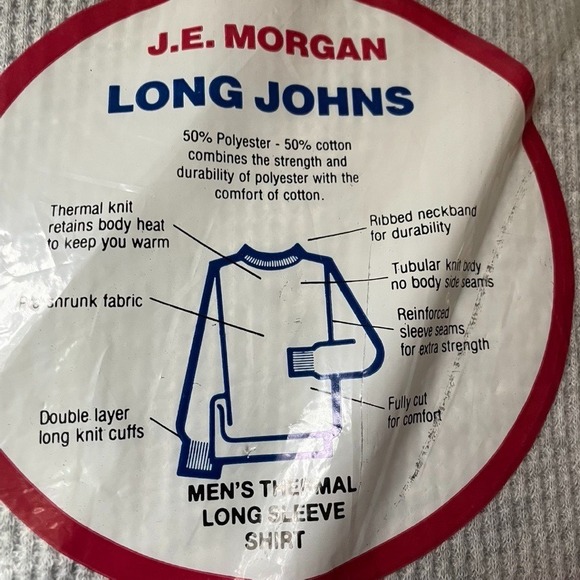 J.E. MORGAN
LONG JOHNS
50% Polyester - 50% cotton
combines the strength and
durability of polyester with the
comfort of cotton.
Thermal knit
retains body heat
to keep you warm
Ribbed neckband
for durability
Tubular knit body
no body side seams
shrunk fabric
Reinforced
sleeve seams
for extra strength
Double layer
long knit cuffs
Fully cut
for comfort
MEN'S THERMAL
LONG SLEEVE
SHIRT